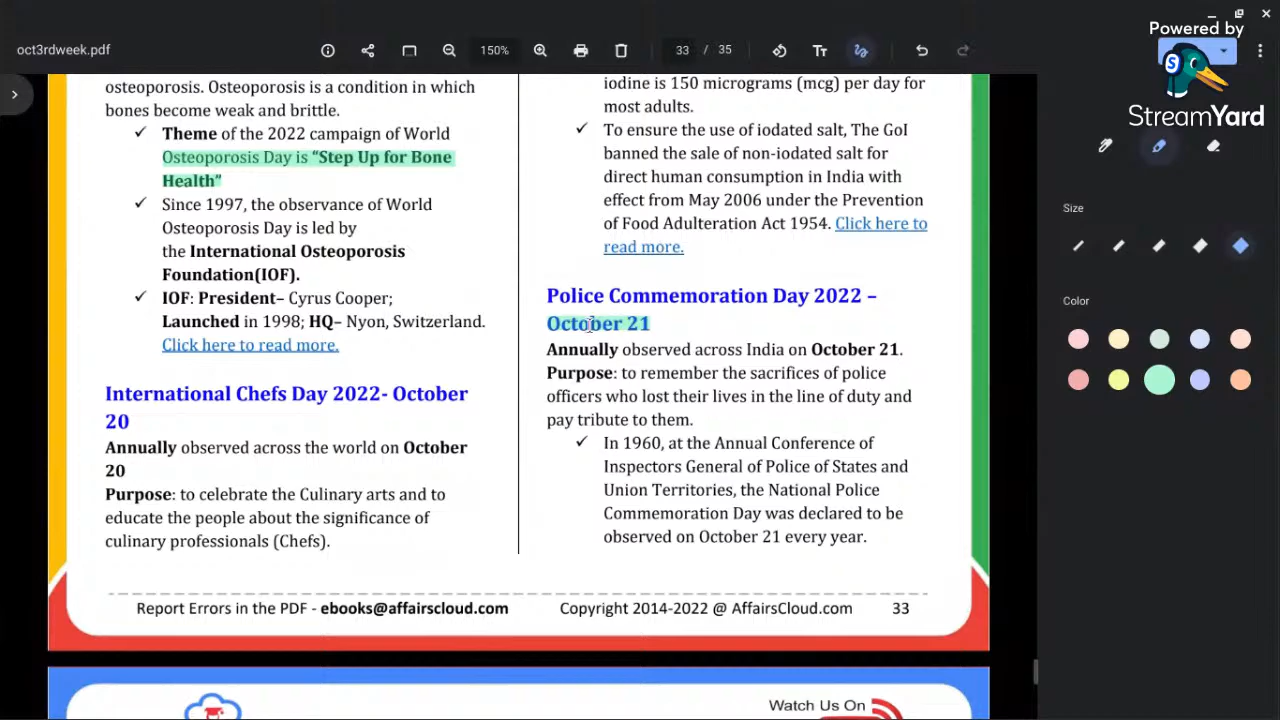 Powered by
StreamYard
oct3rdweek.pdf
150%
33 / 35
Size
Color
osteoporosis. Osteoporosis is a condition in which
bones become weak and brittle.
✓ Theme of the 2022 campaign of World
Osteoporosis Day is “Step Up for Bone
Health”
✓ Since 1997, the observance of World
Osteoporosis Day is led by
the International Osteoporosis
Foundation(IOF).
✓ IOF: President– Cyrus Cooper;
Launched in 1998; HQ– Nyon, Switzerland.
Click here to read more.
International Chefs Day 2022- October
20
Annually observed across the world on October
20
Purpose: to celebrate the Culinary arts and to
educate the people about the significance of
culinary professionals (Chefs).
iodine is 150 micrograms (mcg) per day for
most adults.
✓ To ensure the use of iodated salt, The GoI
banned the sale of non-iodated salt for
direct human consumption in India with
effect from May 2006 under the Prevention
of Food Adulteration Act 1954. Click here to
read more.
Police Commemoration Day 2022 –
October 21
Annually observed across India on October 21.
Purpose: to remember the sacrifices of police
officers who lost their lives in the line of duty and
pay tribute to them.
✓ In 1960, at the Annual Conference of
Inspectors General of Police of States and
Union Territories, the National Police
Commemoration Day was declared to be
observed on October 21 every year.
Report Errors in the PDF - ebooks@affairscloud.com
Copyright 2014-2022 @ AffairsCloud.com
33
Watch Us On